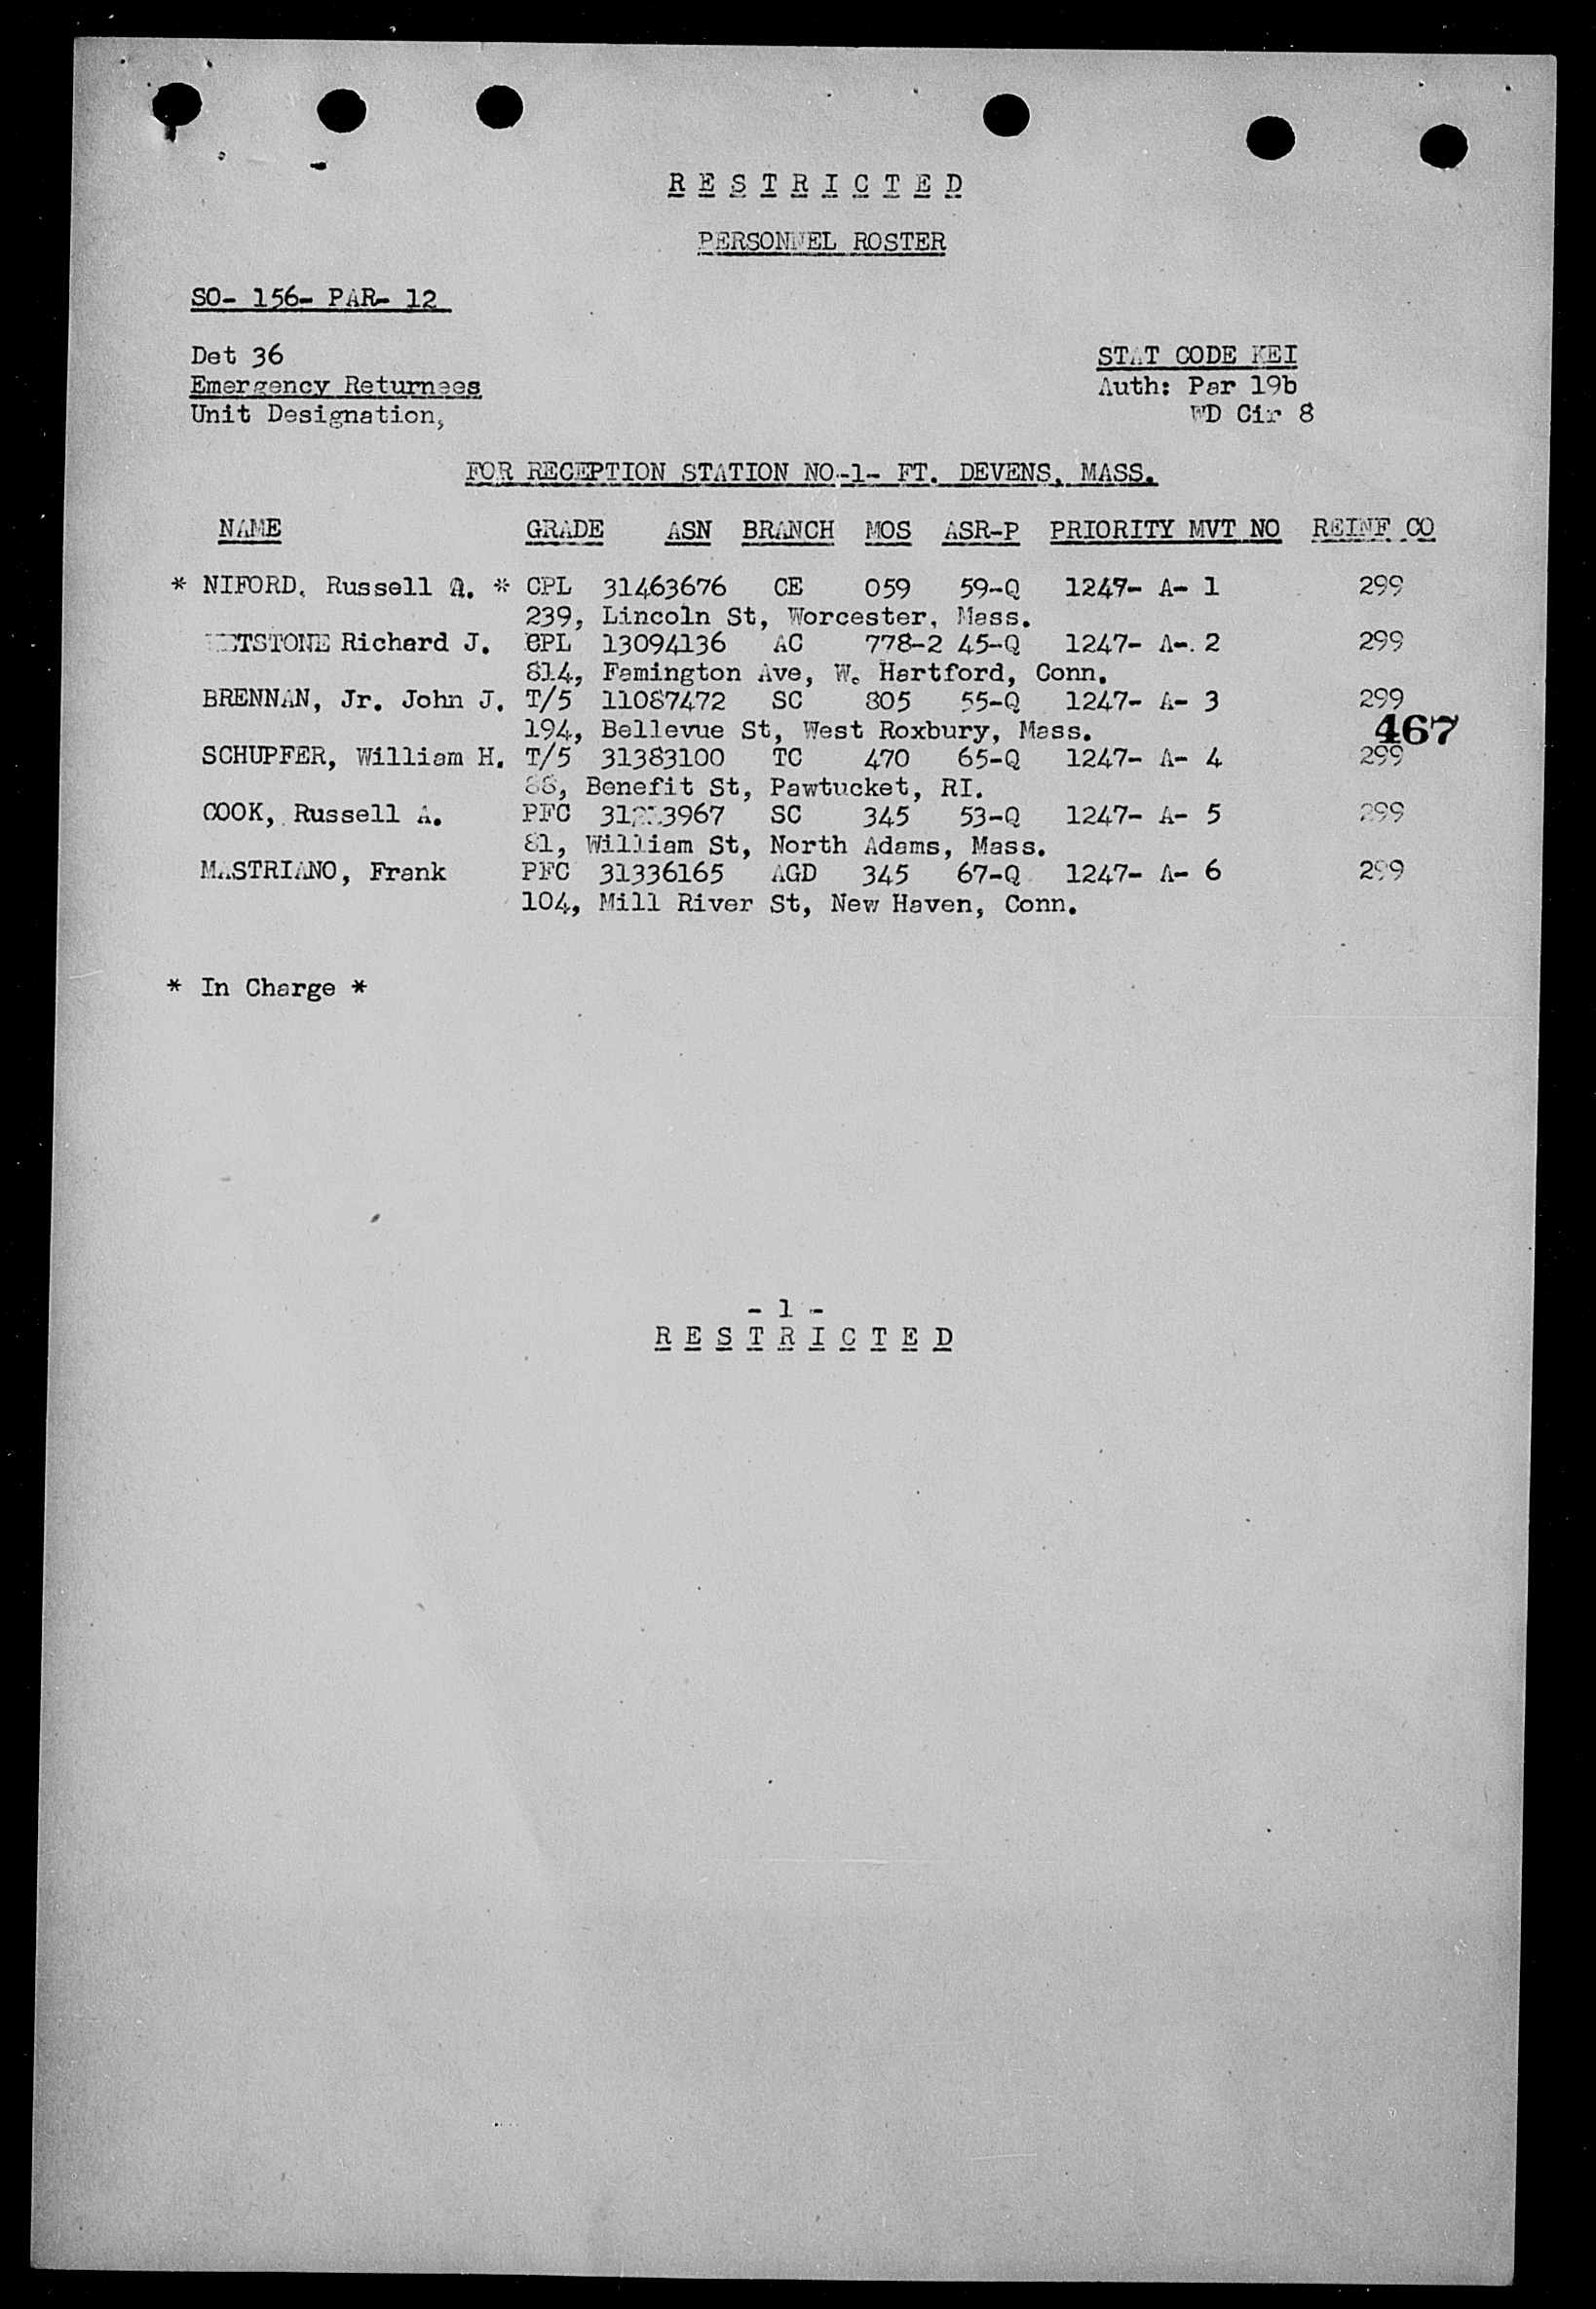 R E S T R I C T E D
PERSONNEL ROSTER
SO- 156- PAR- 12
Det 36
Emergency Returnees
Unit Designation,
STAT CODE KEI
Auth: Par 19b
WD Cir 8
FOR RECEPTION STATION NO.-1- FT. DEVENS, MASS.
NAME GRADE ASN BRANCH MOS ASR-P PRIORITY MVT NO REINF CO
* NIFORD, Russell A. * CPL 31463676 CE 059 59-Q 1247- A- 1 299
239, Lincoln St, Worcester, Mass.
Richard J. CPL 13094136 AC 778-2 45-Q 1247- A-. 2 299
814, Famington Ave, W. Hartford, Conn.
BRENNAN, Jr. John J. T/5 11087472 SC 805 55-Q 1247- A- 3 299
194, Bellevue St, West Roxbury, Mass.
467
SCHUPFER, William H. T/5 31383100 TC 470 65-Q 1247- A- 4 299
88, Benefit St, Pawtucket, RI.
COOK, Russell A. PFC SC 345 53-Q 1247- A- 5 299
81, William St, North Adams, Mass.
MASTRIANO, Frank PFC 31336165 AGD 345 67-Q 1247- A- 6 299
104, Mill River St, New Haven, Conn.
* In Charge *
- 1 -
R E S T R I C T E D